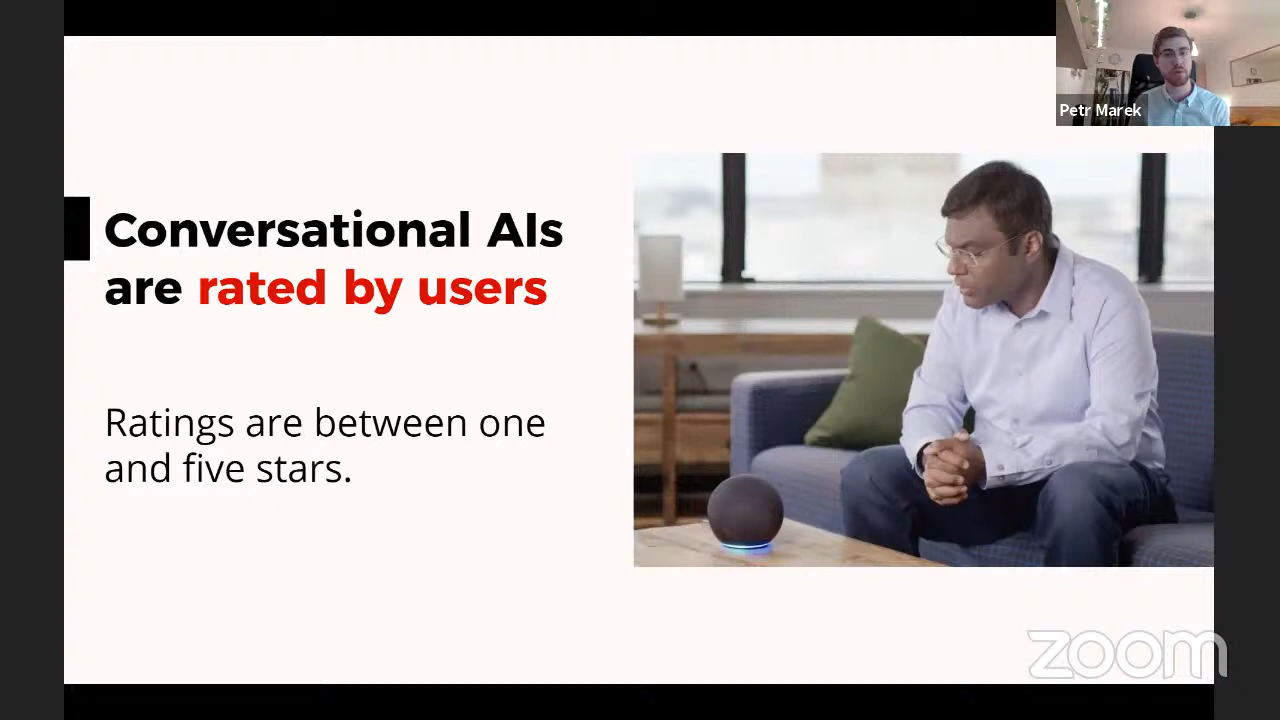 Petr Marek
Conversational AIs
are rated by users
Ratings are between one
and five stars.
zoom